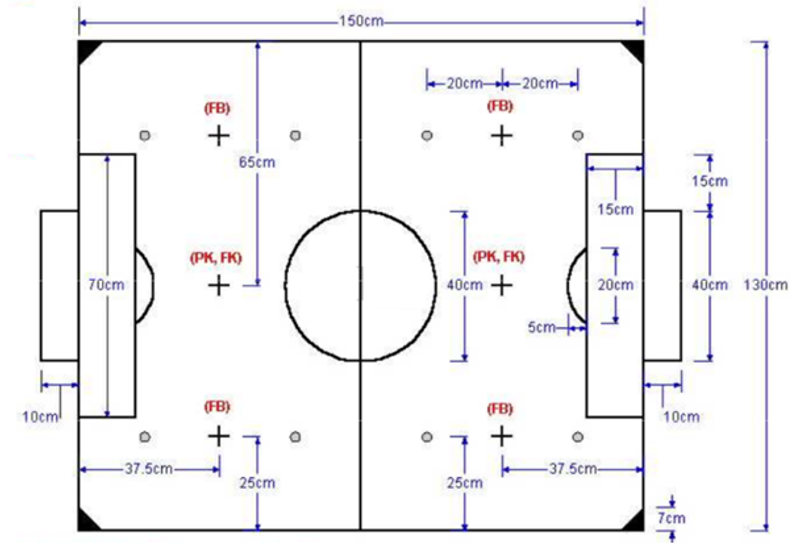 150cm
20cm 20cm
(FB) (FB)
65cm
15cm
15cm
(PK, FK) (PK, FK)
70cm 40cm 20cm 40cm 130cm
5cm
(FB) (FB)
10cm 10cm
37.5cm 37.5cm
25cm 25cm
7cm